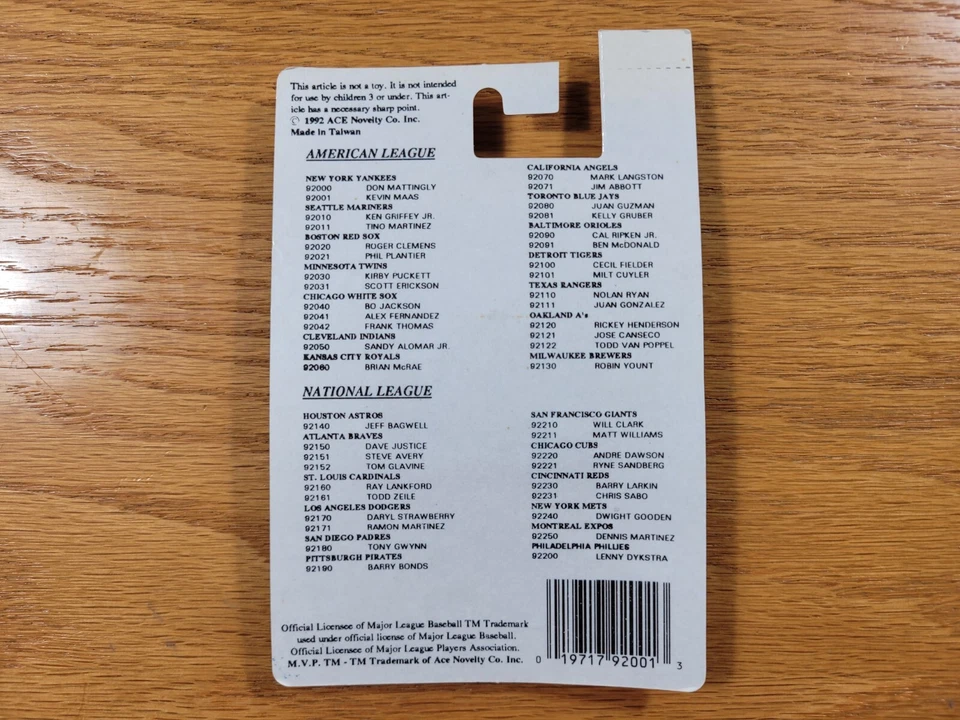 This article is not a toy. It is not intended
for use by children 3 or under. This art-
icle has a necessary sharp point.
© 1992 ACE Novelty Co. Inc.
Made in Taiwan
AMERICAN LEAGUE
NEW YORK YANKEES
92000 DON MATTINGLY
92001 KEVIN MAAS
SEATTLE MARINERS
92010 KEN GRIFFEY JR.
92011 TINO MARTINEZ
BOSTON RED SOX
92020 ROGER CLEMENS
92021 PHIL PLANTIER
MINNESOTA TWINS
92030 KIRBY PUCKETT
92031 SCOTT ERICKSON
CHICAGO WHITE SOX
92040 BO JACKSON
92041 ALEX FERNANDEZ
92042 FRANK THOMAS
CLEVELAND INDIANS
92050 SANDY ALOMAR JR.
KANSAS CITY ROYALS
92060 BRIAN McRAE
CALIFORNIA ANGELS
92070 MARK LANGSTON
92071 JIM ABBOTT
TORONTO BLUE JAYS
92080 JUAN GUZMAN
92081 KELLY GRUBER
BALTIMORE ORIOLES
92090 CAL RIPKEN JR.
92091 BEN McDONALD
DETROIT TIGERS
92100 CECIL FIELDER
92101 MILT CUYLER
TEXAS RANGERS
92110 NOLAN RYAN
92111 JUAN GONZALEZ
OAKLAND A's
92120 RICKEY HENDERSON
92121 JOSE CANSECO
92122 TODD VAN POPPEL
MILWAUKEE BREWERS
92130 ROBIN YOUNT
NATIONAL LEAGUE
HOUSTON ASTROS
92140 JEFF BAGWELL
ATLANTA BRAVES
92150 DAVE JUSTICE
92151 STEVE AVERY
92152 TOM GLAVINE
ST. LOUIS CARDINALS
92160 RAY LANKFORD
92161 TODD ZEILE
LOS ANGELES DODGERS
92170 DARYL STRAWBERRY
92171 RAMON MARTINEZ
SAN DIEGO PADRES
92180 TONY GWYNN
PITTSBURGH PIRATES
92190 BARRY BONDS
SAN FRANCISCO GIANTS
92210 WILL CLARK
92211 MATT WILLIAMS
CHICAGO CUBS
92220 ANDRE DAWSON
92221 RYNE SANDBERG
CINCINNATI REDS
92230 BARRY LARKIN
92231 CHRIS SABO
NEW YORK METS
92240 DWIGHT GOODEN
MONTREAL EXPOS
92250 DENNIS MARTINEZ
PHILADELPHIA PHILLIES
92200 LENNY DYKSTRA
Official Licensee of Major League Baseball TM Trademark
used under official license of Major League Baseball.
Official Licensee of Major League Players Association.
M.V.P. TM - TM Trademark of Ace Novelty Co. Inc.
0 19717 92001 3